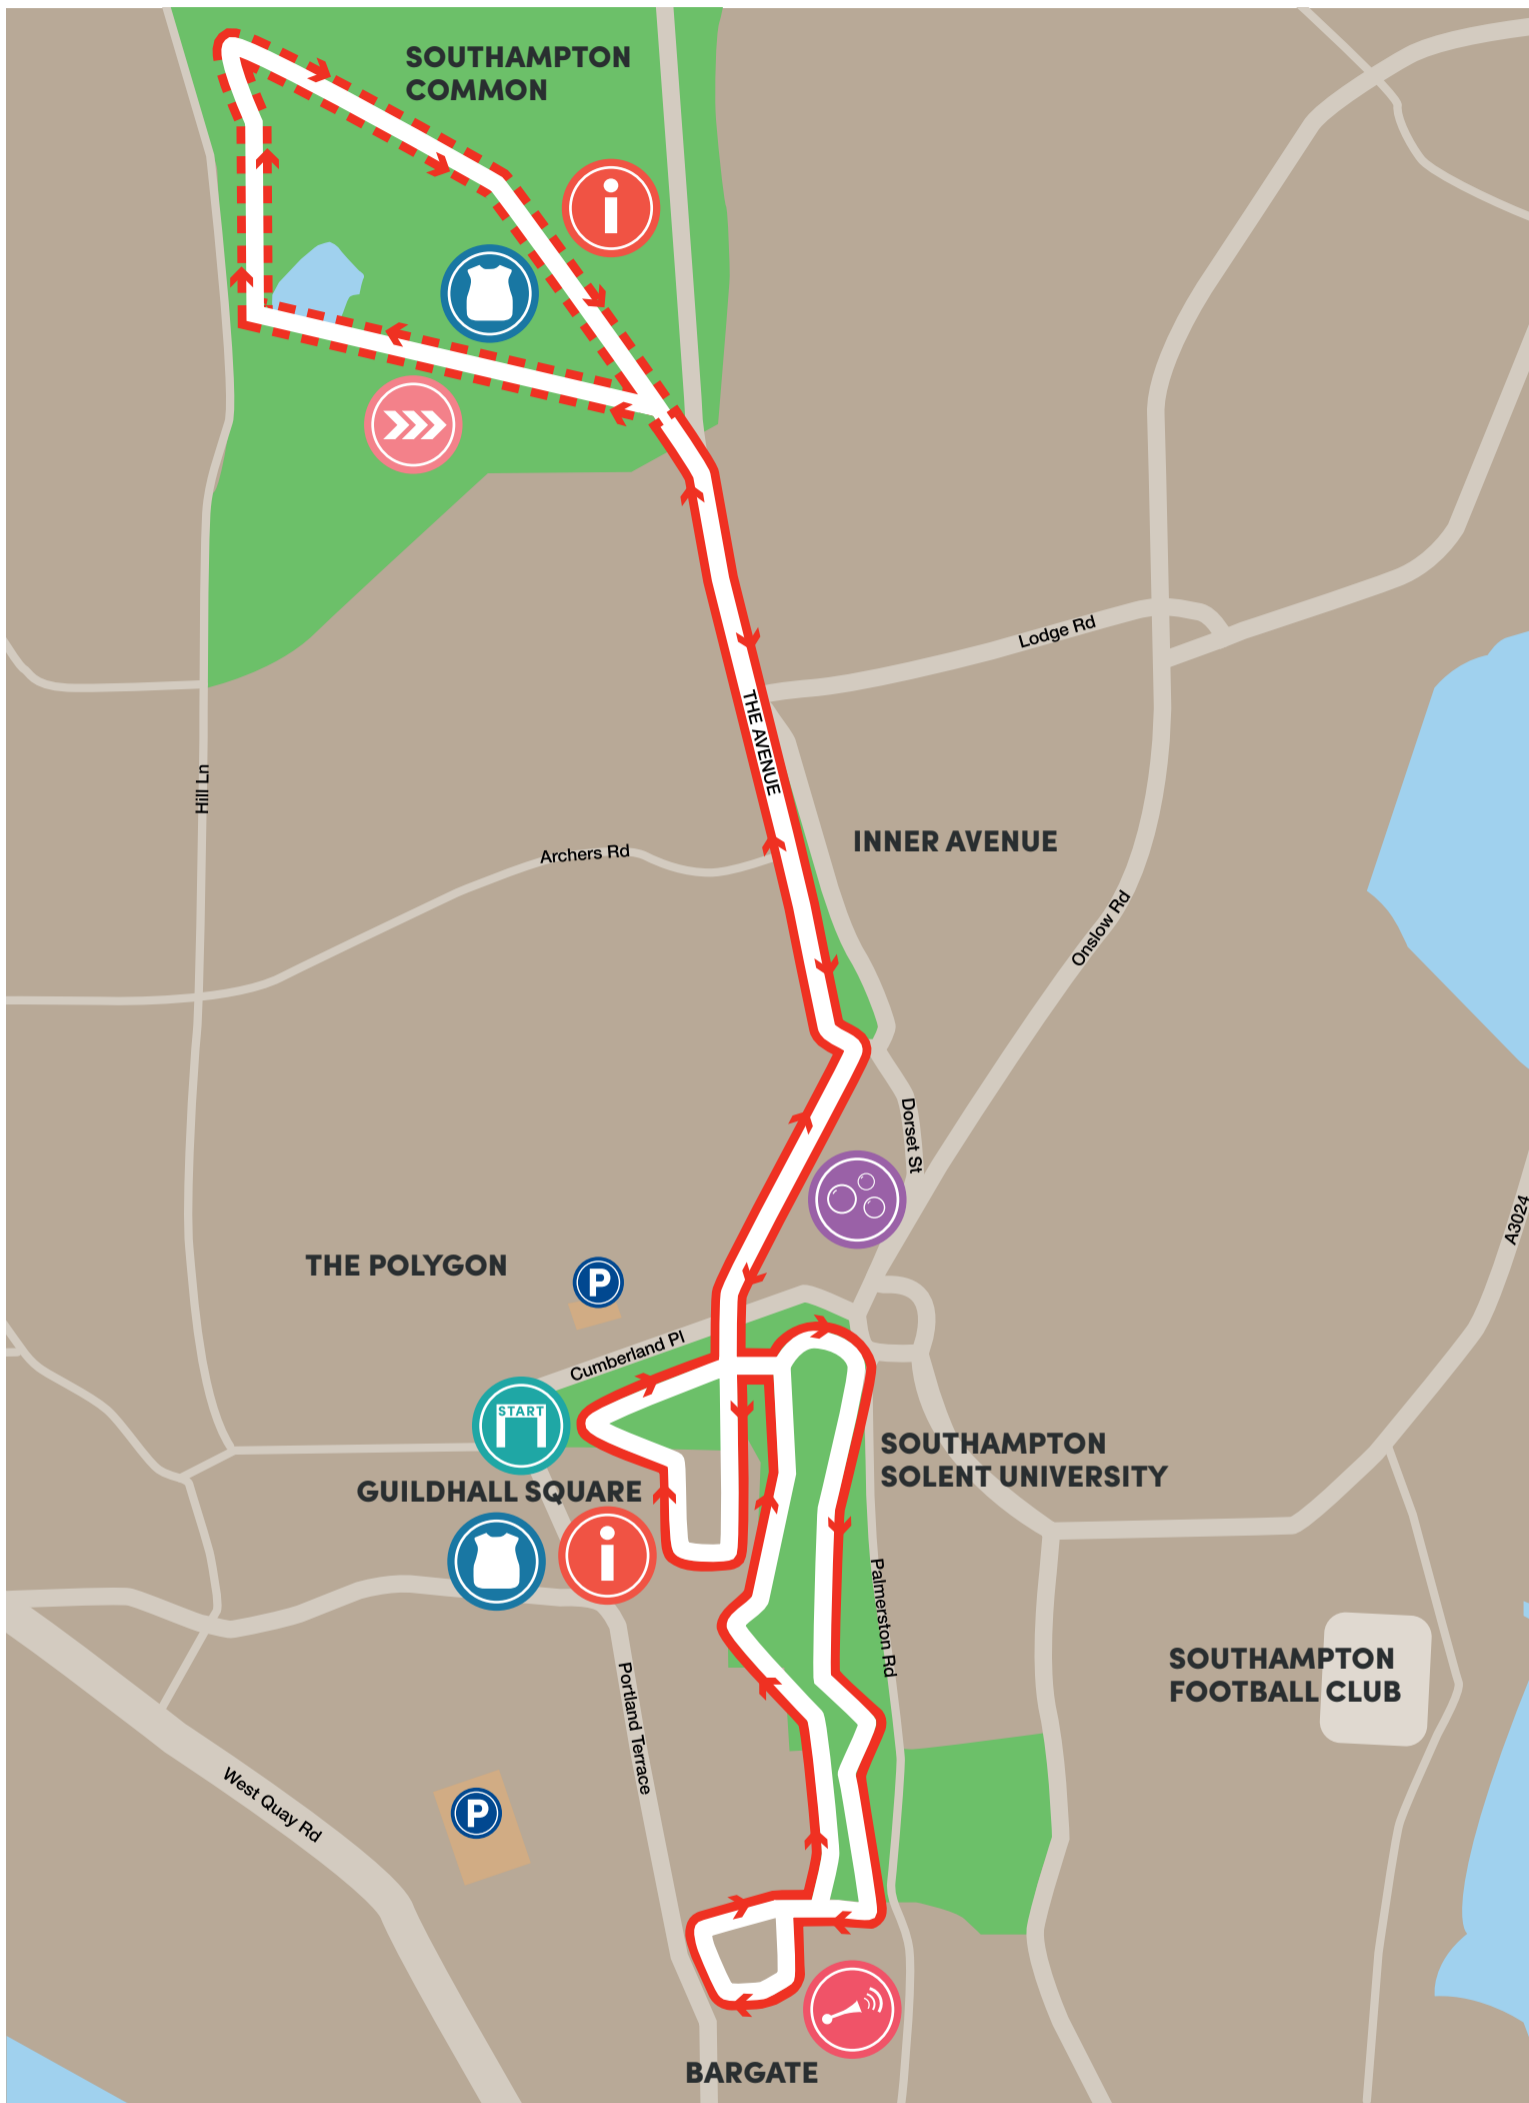 SOUTHAMPTON
COMMON
i
Lodge Rd
THE AVENUE
Hill Ln
INNER AVENUE
Archers Rd
Onslow Rd
Dorset St
A3024
THE POLYGON
P
Cumberland Pl
START
SOUTHAMPTON
SOLENT UNIVERSITY
GUILDHALL SQUARE
i
Palmerston Rd
SOUTHAMPTON
FOOTBALL CLUB
Portland Terrace
West Quay Rd
P
BARGATE